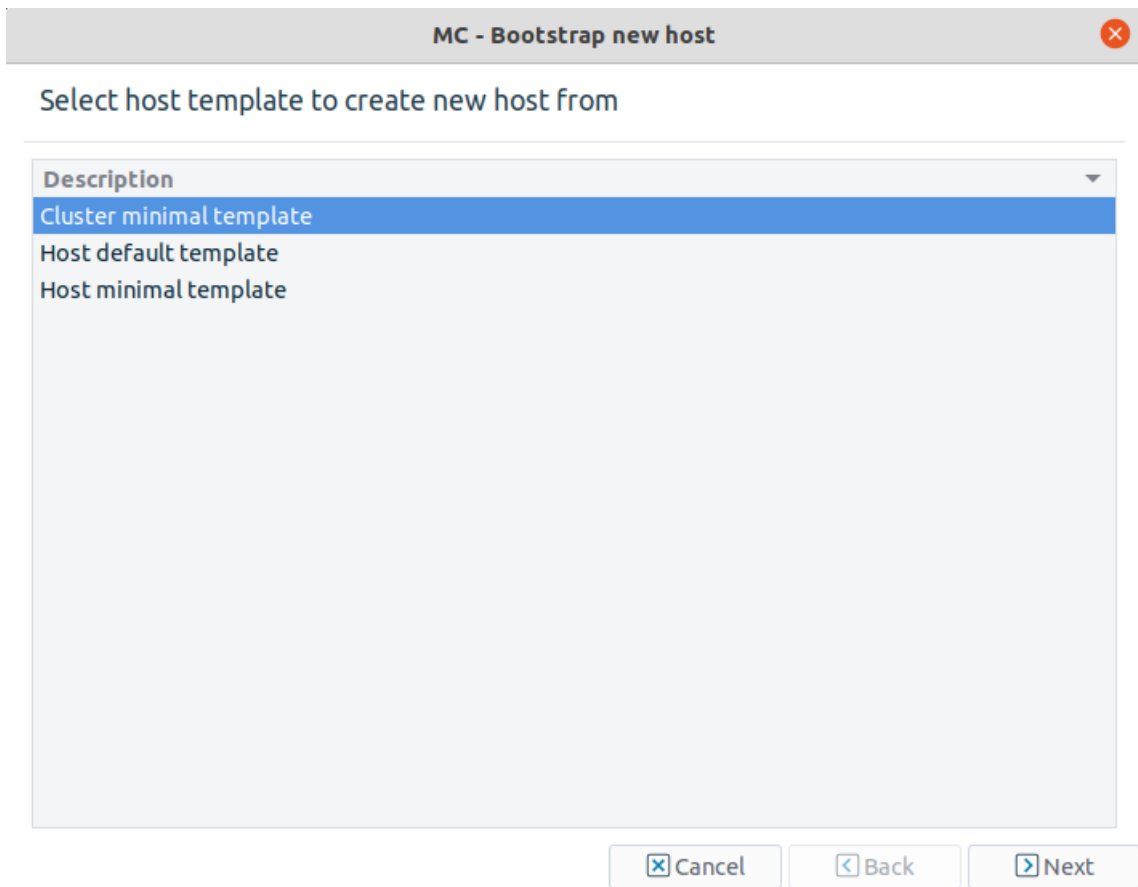 MC - Bootstrap new host
Select host template to create new host from
Description
Cluster minimal template
Host default template
Host minimal template
Cancel Back Next